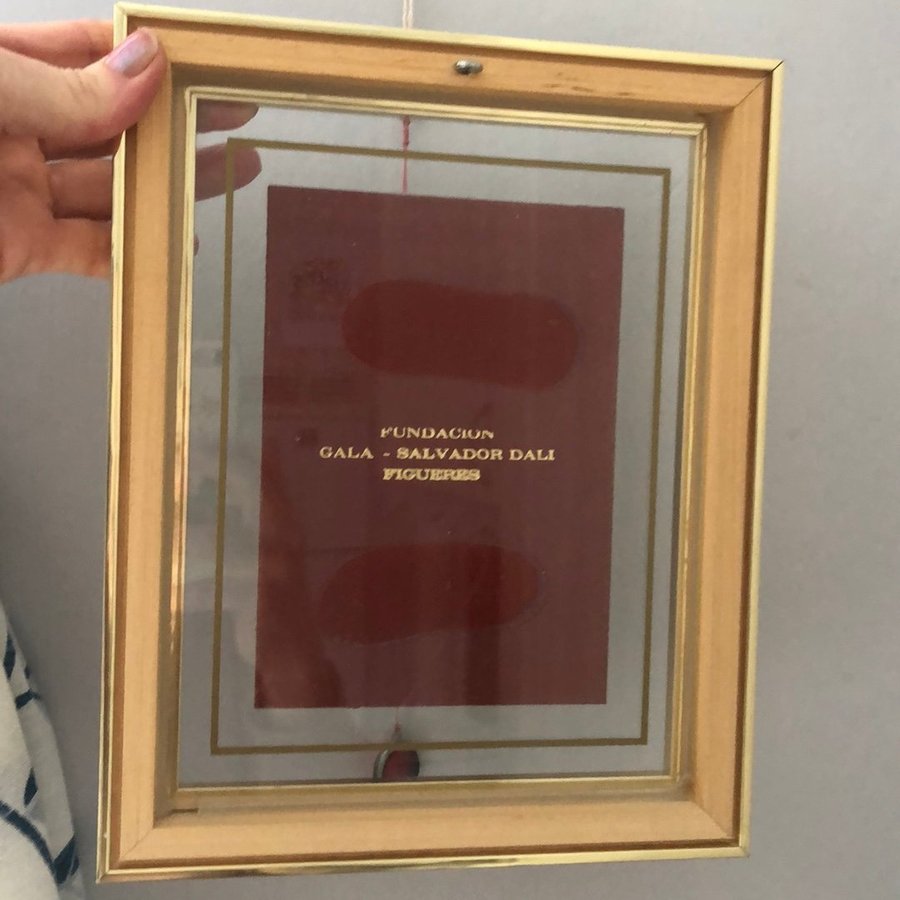 FUNDACION
GALA - SALVADOR DALI
FIGUERES